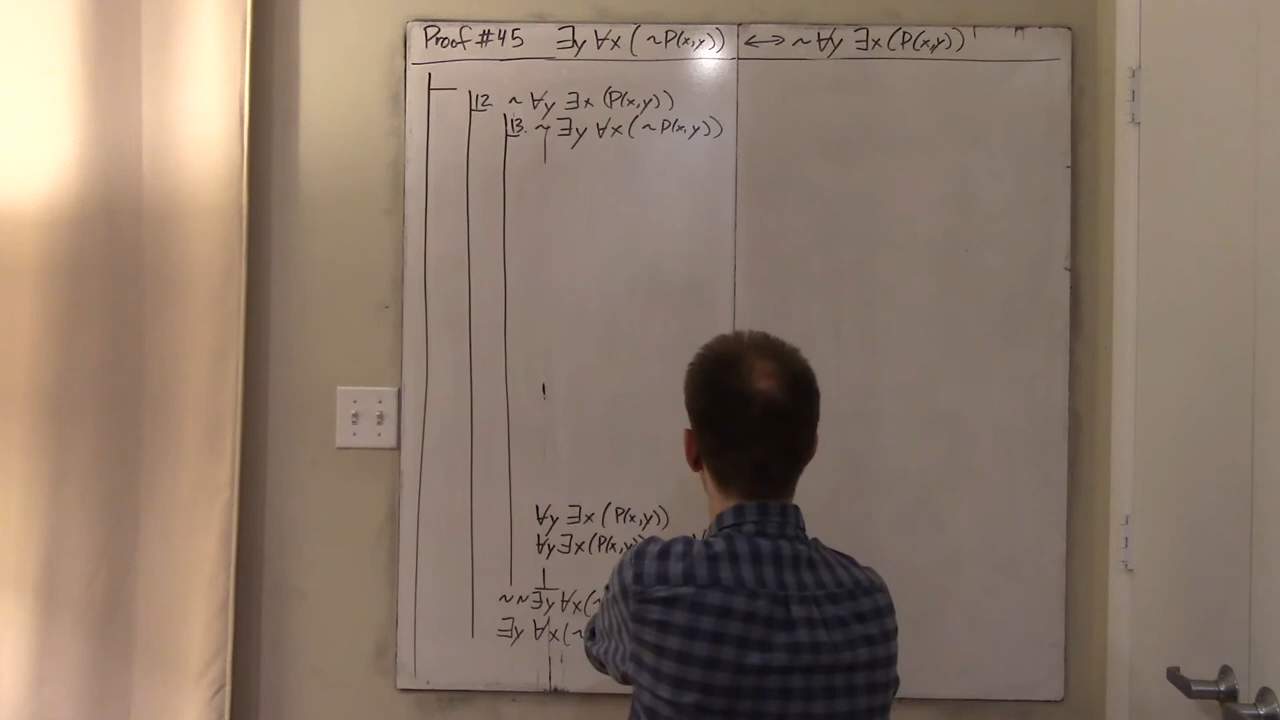 Proof #45 ∃y ∀x (~P(x,y)) ↔ ~∀y ∃x (P(x,y))
12. ~∀y ∃x (P(x,y))
13. ~∃y ∀x (~P(x,y))
∀y ∃x (P(x,y))
∀y ∃x (P(x,y)
⊥
~~∃y ∀x (~
∃y ∀x (~